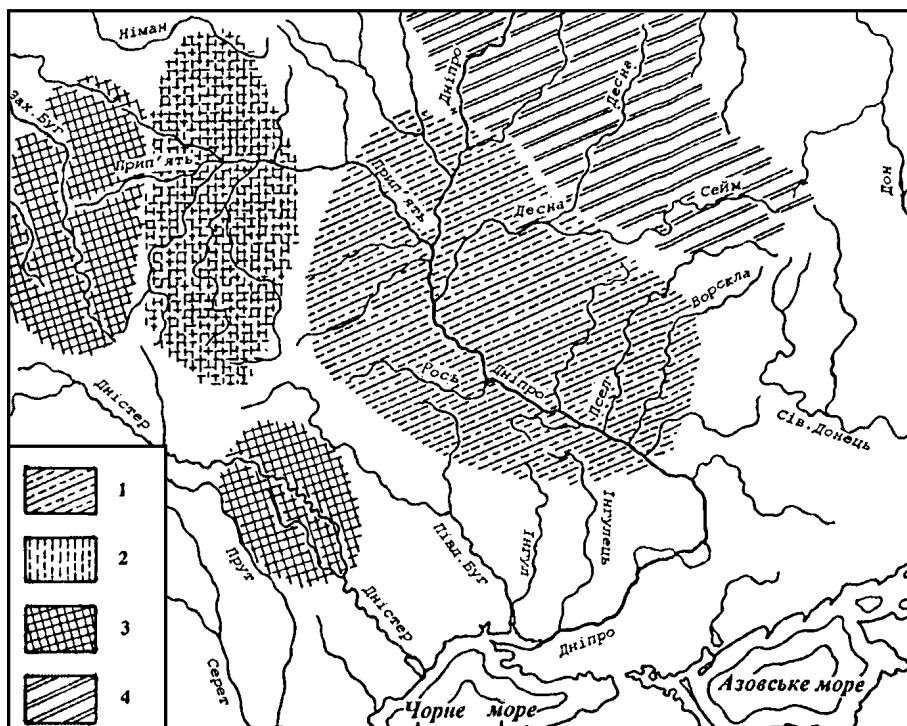 Німан
Дніпро
Десна
Зах. Буг
Прип'ять
Прип'ять
Десна
Сейм
Дон
Ворскла
Дністер
Рось
Дніпро
Псел
Сів. Донець
1
2
3
4
Прут
Півд. Буг
Інгул
Інгулець
Дністер
Серет
Дніпро
Чорне море
Азовське море